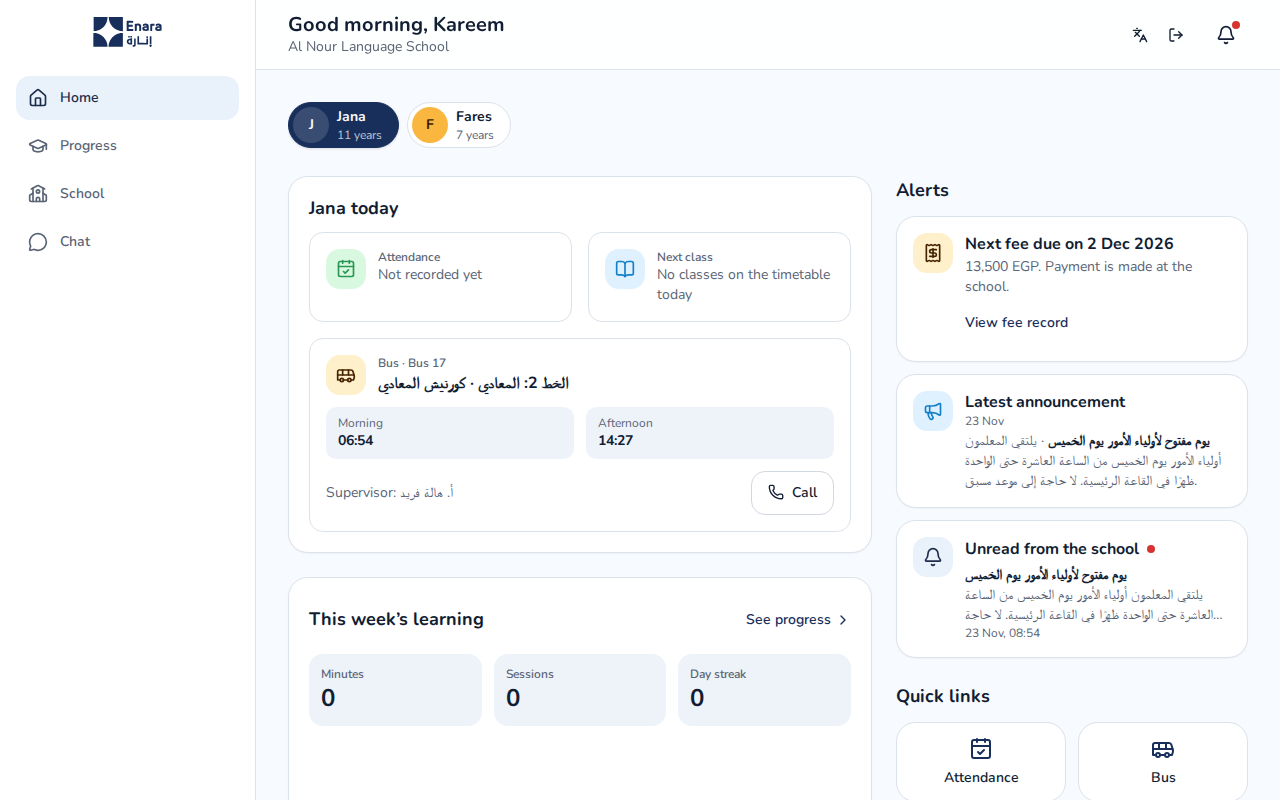 Enara
إنارة
Home
Progress
School
Chat
Good morning, Kareem
Al Nour Language School
J
Jana
11 years
F
Fares
7 years
Jana today
Attendance
Not recorded yet
Next class
No classes on the timetable
today
Bus · Bus 17
الخط 2: المعادي · كورنيش المعادي
Morning
06:54
Afternoon
14:27
Supervisor: أ. هالة فريد
Call
This week’s learning
See progress
Minutes
0
Sessions
0
Day streak
0
Alerts
Next fee due on 2 Dec 2026
13,500 EGP. Payment is made at the
school.
View fee record
Latest announcement
23 Nov
يوم مفتوح لأولياء الأمور يوم الخميس · يلتقي المعلمون
أولياء الأمور يوم الخميس من الساعة العاشرة حتى الواحدة
ظهرًا في القاعة الرئيسية. لا حاجة إلى موعد مسبق.
Unread from the school
يوم مفتوح لأولياء الأمور يوم الخميس
يلتقي المعلمون أولياء الأمور يوم الخميس من الساعة
العاشرة حتى الواحدة ظهرًا في القاعة الرئيسية. لا حاجة...
23 Nov, 08:54
Quick links
Attendance
Bus